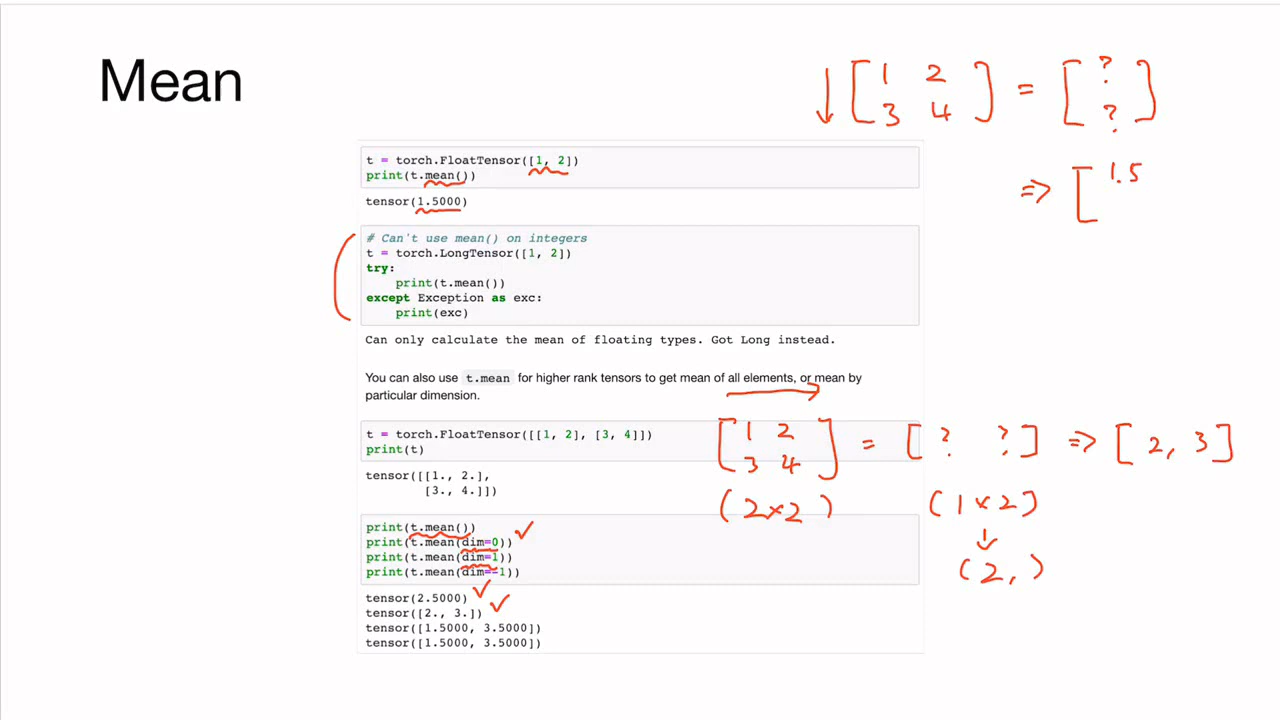 Mean
↓ [1 2 = [?
3 4] ?]
⇒ [ 1.5
t = torch.FloatTensor([1, 2])
print(t.mean())
tensor(1.5000)
# Can't use mean() on integers
t = torch.LongTensor([1, 2])
try:
print(t.mean())
except Exception as exc:
print(exc)
Can only calculate the mean of floating types. Got Long instead.
You can also use t.mean for higher rank tensors to get mean of all elements, or mean by
particular dimension.
t = torch.FloatTensor([[1, 2], [3, 4]])
print(t)
tensor([[1., 2.],
[3., 4.]])
[1 2 = [? ?] ⇒ [2, 3]
3 4]
(2×2) (1×2)
↓
(2,)
print(t.mean())
print(t.mean(dim=0))
print(t.mean(dim=1))
print(t.mean(dim=-1))
tensor(2.5000)
tensor([2., 3.])
tensor([1.5000, 3.5000])
tensor([1.5000, 3.5000])